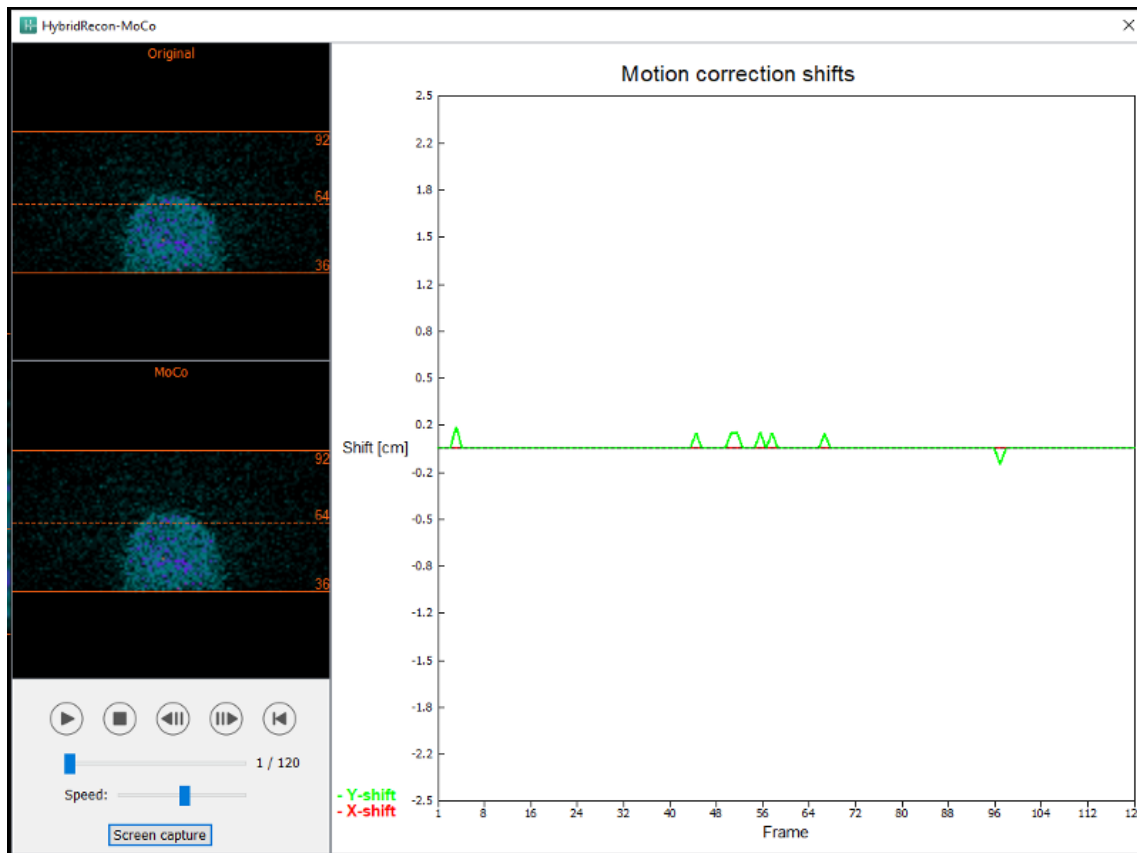 HybridRecon-MoCo
Original
92
64
36
MoCo
92
64
36
1 / 120
Speed:
Screen capture
Motion correction shifts
2.5
2.2
1.8
1.5
1.2
0.8
0.5
0.2
Shift [cm]
-0.2
-0.5
-0.8
-1.2
-1.5
-1.8
-2.2
-2.5
- Y-shift
- X-shift
1 8 16 24 32 40 48 56 64 72 80 88 96 104 112 12
Frame